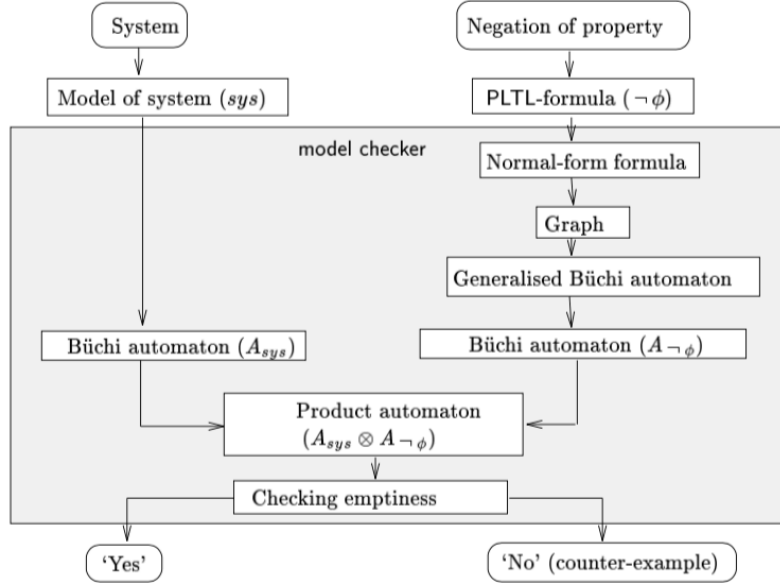 System
Negation of property
Model of system (sys)
PLTL-formula (¬ϕ)
model checker
Normal-form formula
Graph
Generalised Büchi automaton
Büchi automaton (A_sys)
Büchi automaton (A_¬ϕ)
Product automaton
(A_sys ⊗ A_¬ϕ)
Checking emptiness
‘Yes’
‘No’ (counter-example)